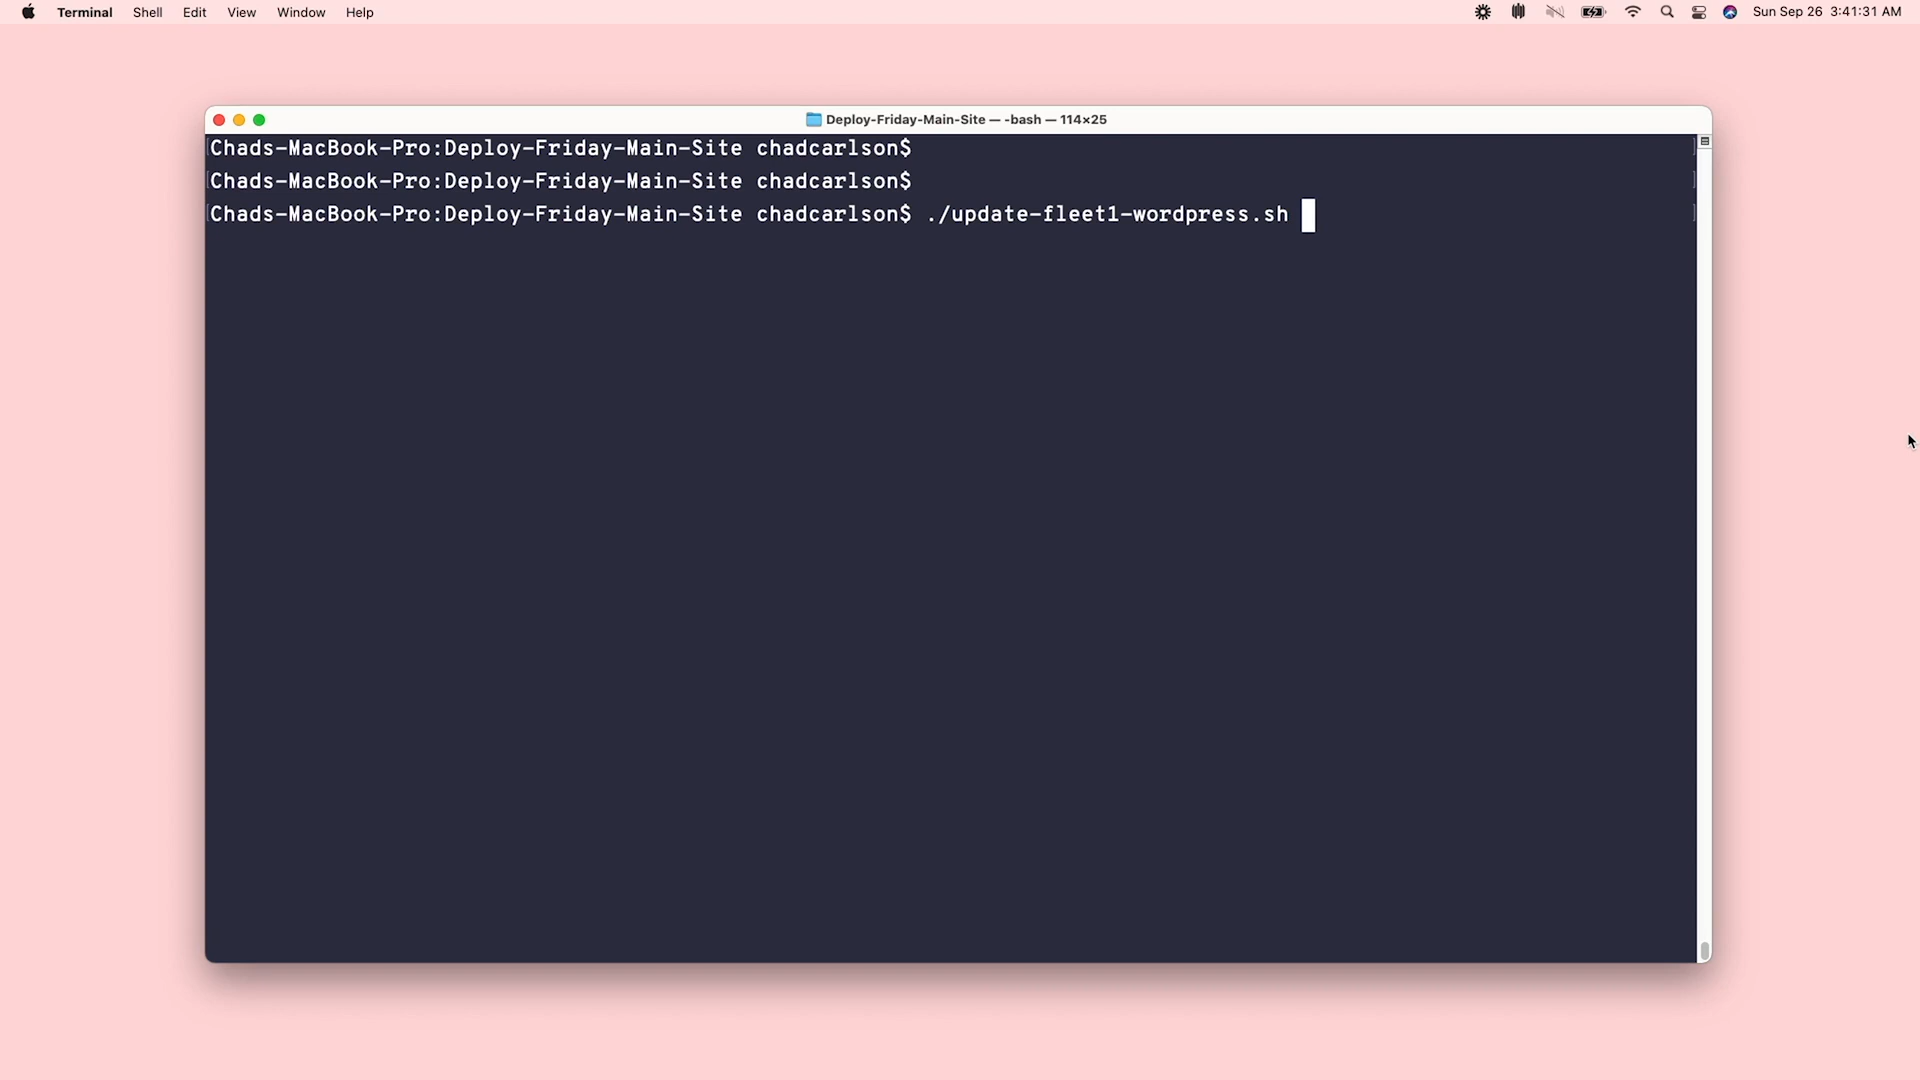 Terminal Shell Edit View Window Help Sun Sep 26 3:41:31 AM
Deploy-Friday-Main-Site — -bash — 114×25
[Chads-MacBook-Pro:Deploy-Friday-Main-Site chadcarlson$ ]
[Chads-MacBook-Pro:Deploy-Friday-Main-Site chadcarlson$ ]
[Chads-MacBook-Pro:Deploy-Friday-Main-Site chadcarlson$ ./update-fleet1-wordpress.sh ]